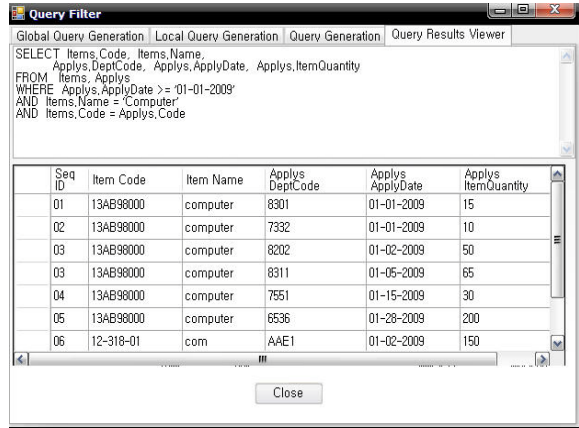 Query Filter
Global Query Generation Local Query Generation Query Generation Query Results Viewer
SELECT Items,Code, Items,Name,
Applys,DeptCode, Applys,ApplyDate, Applys,ItemQuantity
FROM Items, Applys
WHERE Applys,ApplyDate >= '01-01-2009'
AND Items,Name = 'Computer'
AND Items,Code = Applys,Code
Seq ID Item Code Item Name Applys DeptCode Applys ApplyDate Applys ItemQuantity
01 13AB98000 computer 8301 01-01-2009 15
02 13AB98000 computer 7332 01-01-2009 10
03 13AB98000 computer 8202 01-02-2009 50
03 13AB98000 computer 8311 01-05-2009 65
04 13AB98000 computer 7551 01-15-2009 30
05 13AB98000 computer 6536 01-28-2009 200
06 12-318-01 com AAE1 01-02-2009 150
Close